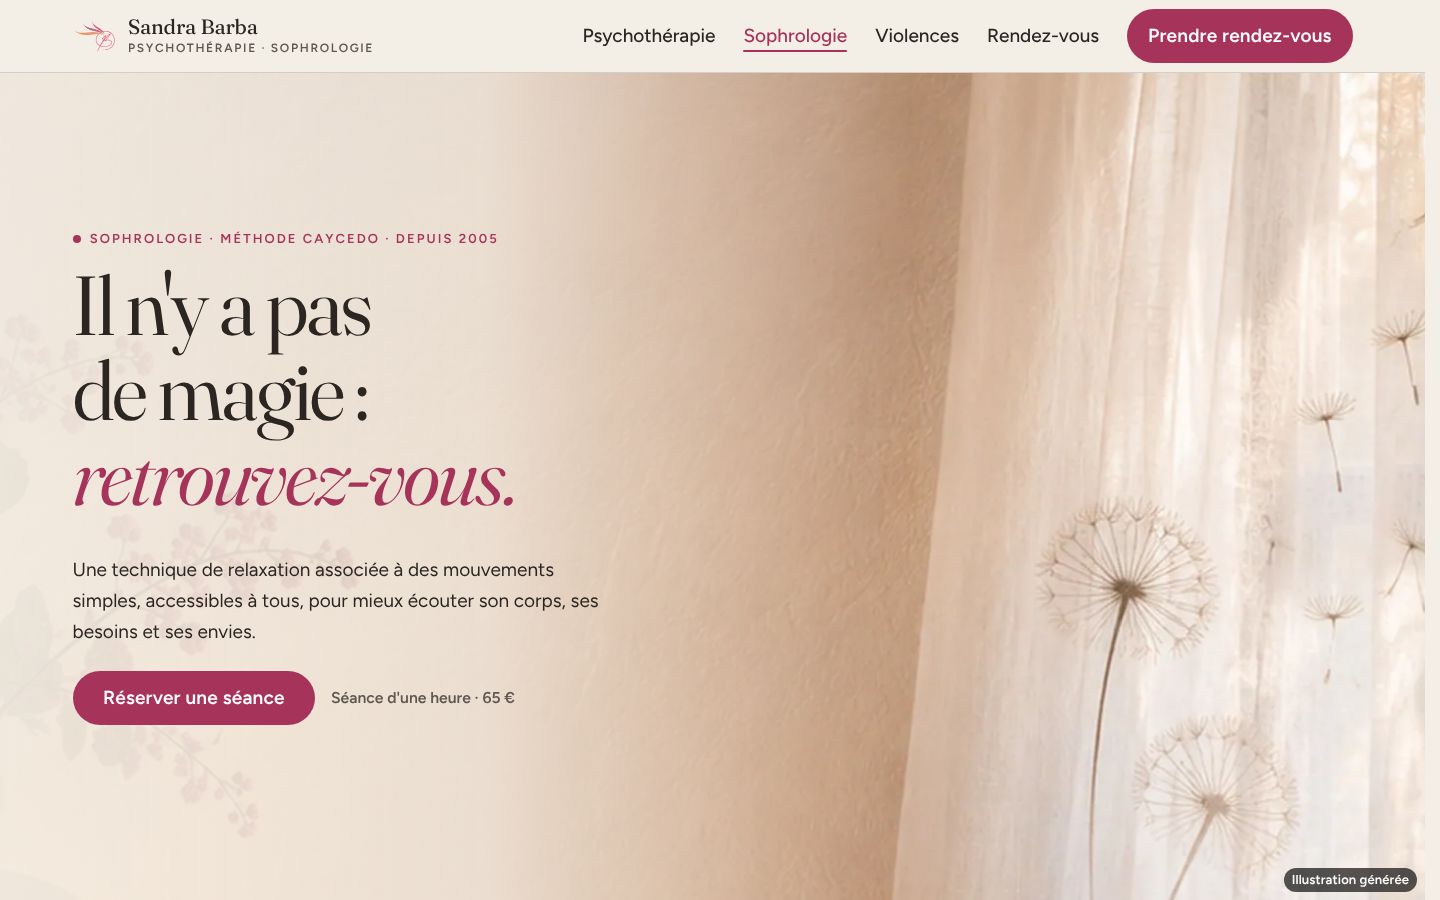 Sandra Barba
PSYCHOTHÉRAPIE · SOPHROLOGIE
Psychothérapie
Sophrologie
Violences
Rendez-vous
Prendre rendez-vous
SOPHROLOGIE · MÉTHODE CAYCEDO · DEPUIS 2005
Il n'y a pas
de magie :
retrouvez-vous.
Une technique de relaxation associée à des mouvements
simples, accessibles à tous, pour mieux écouter son corps, ses
besoins et ses envies.
Réserver une séance
Séance d'une heure · 65 €
Illustration générée